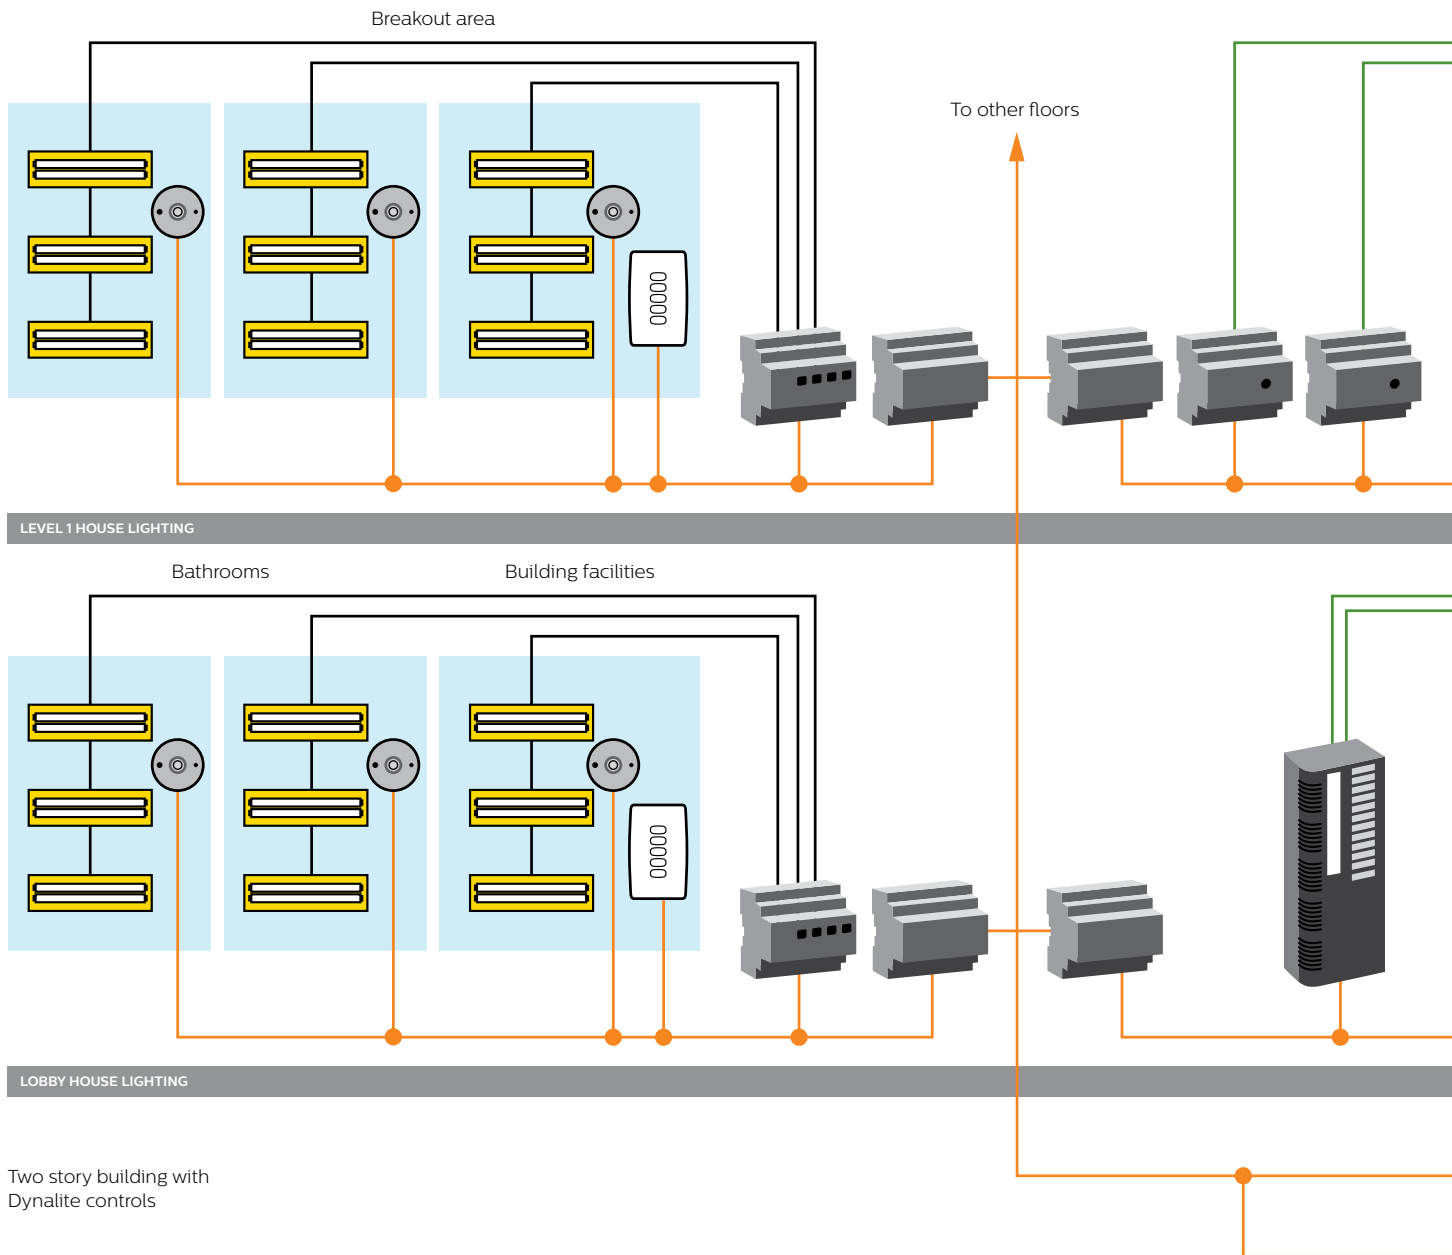 Breakout area
To other floors
LEVEL 1 HOUSE LIGHTING
Bathrooms
Building facilities
LOBBY HOUSE LIGHTING
Two story building with
Dynalite controls